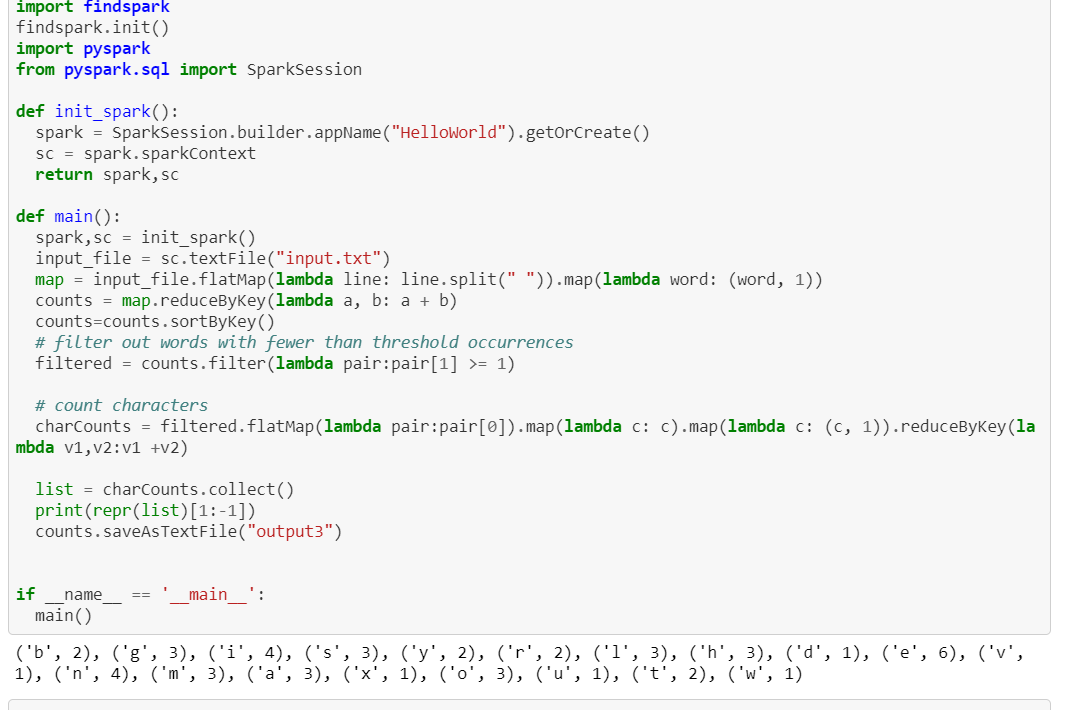 import findspark
findspark.init()
import pyspark
from pyspark.sql import SparkSession

def init_spark():
  spark = SparkSession.builder.appName("HelloWorld").getOrCreate()
  sc = spark.sparkContext
  return spark,sc

def main():
  spark,sc = init_spark()
  input_file = sc.textFile("input.txt")
  map = input_file.flatMap(lambda line: line.split(" ")).map(lambda word: (word, 1))
  counts = map.reduceByKey(lambda a, b: a + b)
  counts=counts.sortByKey()
  # filter out words with fewer than threshold occurrences
  filtered = counts.filter(lambda pair:pair[1] >= 1)

  # count characters
  charCounts = filtered.flatMap(lambda pair:pair[0]).map(lambda c: c).map(lambda c: (c, 1)).reduceByKey(la
mbda v1,v2:v1 +v2)

  list = charCounts.collect()
  print(repr(list)[1:-1])
  counts.saveAsTextFile("output3")


if __name__ == '__main__':
  main()
('b', 2), ('g', 3), ('i', 4), ('s', 3), ('y', 2), ('r', 2), ('l', 3), ('h', 3), ('d', 1), ('e', 6), ('v',
1), ('n', 4), ('m', 3), ('a', 3), ('x', 1), ('o', 3), ('u', 1), ('t', 2), ('w', 1)